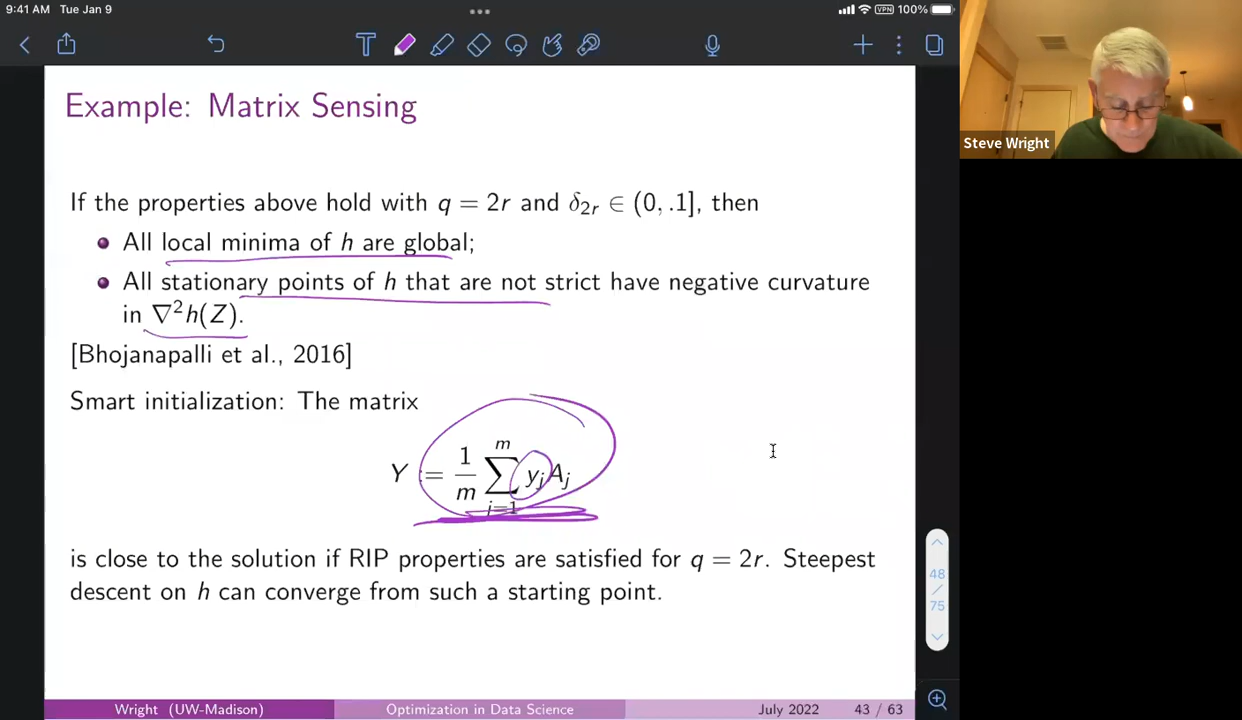 9:41 AM Tue Jan 9
VPN 100%
Example: Matrix Sensing
Steve Wright
If the properties above hold with q = 2r and δ₂ᵣ ∈ (0, .1], then
All local minima of h are global;
All stationary points of h that are not strict have negative curvature
in ∇²h(Z).
[Bhojanapalli et al., 2016]
Smart initialization: The matrix
Y := 1/m ∑_{j=1}^{m} y_j A_j
is close to the solution if RIP properties are satisfied for q = 2r. Steepest
descent on h can converge from such a starting point.
48
/
75
Wright (UW-Madison) Optimization in Data Science July 2022 43 / 63